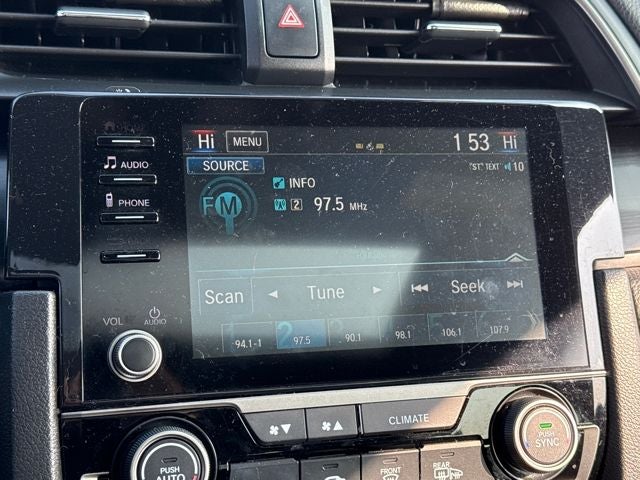 Hi MENU 1 53 Hi
SOURCE "ST" TEXT 10
INFO
FM 2 97.5 MHz
Scan Tune Seek
2
94.1-1 97.5 90.1 98.1 106.1 107.9
AUDIO
PHONE
VOL AUDIO
CLIMATE
PUSH AUTO
PUSH SYNC
FRONT
REAR